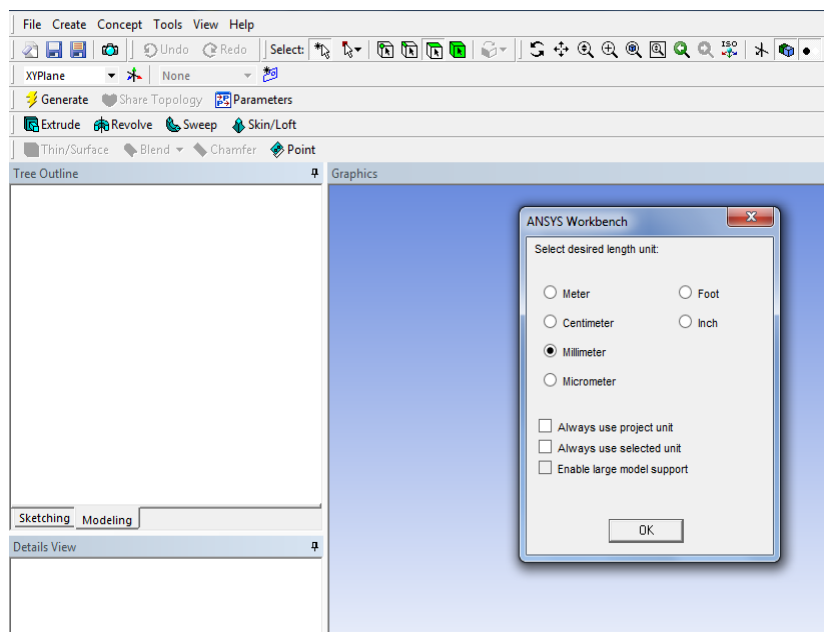 File Create Concept Tools View Help
Undo Redo Select: ISO
XYPlane None
Generate Share Topology Parameters
Extrude Revolve Sweep Skin/Loft
Thin/Surface Blend Chamfer Point
Tree Outline
Graphics
ANSYS Workbench
Select desired length unit:
Meter Foot
Centimeter Inch
Millimeter
Micrometer
Always use project unit
Always use selected unit
Enable large model support
OK
Sketching Modeling
Details View